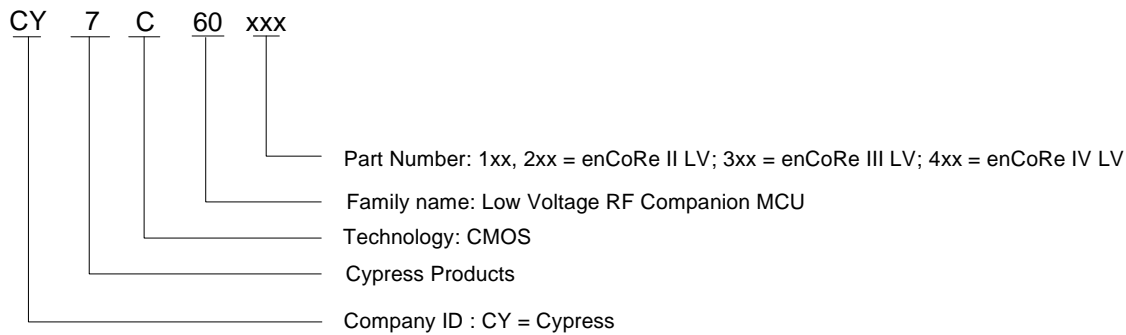 CY 7 C 60 xxx
Part Number: 1xx, 2xx = enCoRe II LV; 3xx = enCoRe III LV; 4xx = enCoRe IV LV
Family name: Low Voltage RF Companion MCU
Technology: CMOS
Cypress Products
Company ID : CY = Cypress